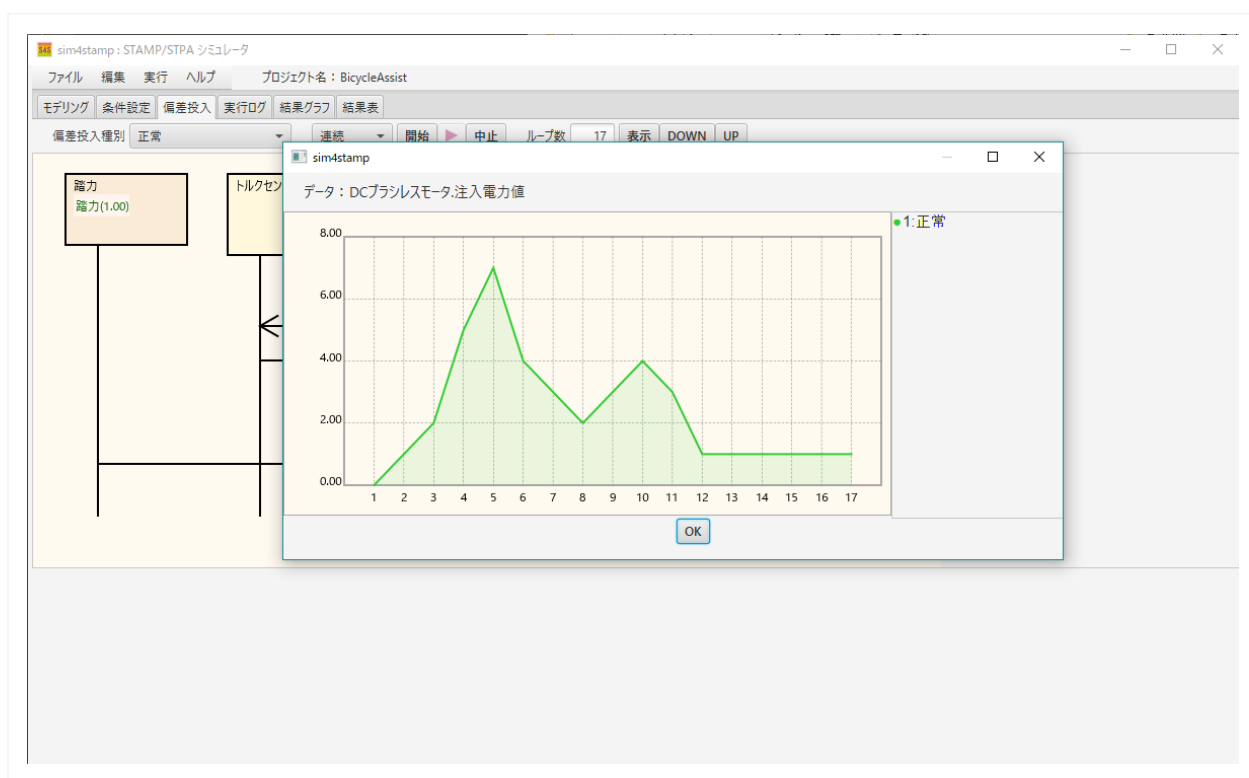 sim4stamp : STAMP/STPA シミュレータ
ファイル 編集 実行 ヘルプ プロジェクト名：BicycleAssist
モデリング 条件設定 偏差投入 実行ログ 結果グラフ 結果表
偏差投入種別 正常 連続 開始 中止 ループ数 17 表示 DOWN UP
踏力
踏力(1.00)
トルクセン
sim4stamp
データ：DCブラシレスモータ.注入電力値
1:正常
8.00
6.00
4.00
2.00
0.00
1 2 3 4 5 6 7 8 9 10 11 12 13 14 15 16 17
OK